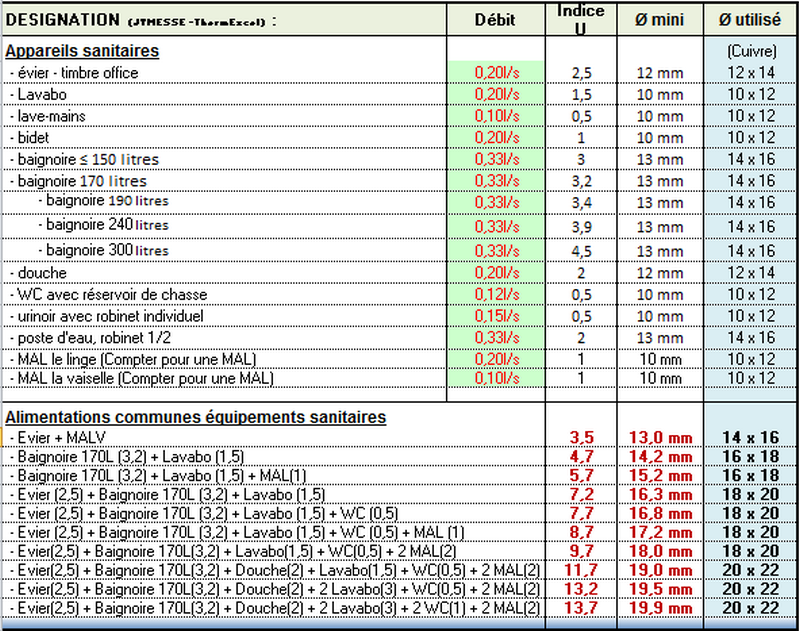 DESIGNATION (JTMESSE -ThermExcel) : Débit Indice U Ø mini Ø utilisé
Appareils sanitaires (Cuivre)
- évier - timbre office 0,20l/s 2,5 12 mm 12 x 14
- Lavabo 0,20l/s 1,5 10 mm 10 x 12
- lave-mains 0,10l/s 0,5 10 mm 10 x 12
- bidet 0,20l/s 1 10 mm 10 x 12
- baignoire ≤ 150 litres 0,33l/s 3 13 mm 14 x 16
- baignoire 170 litres 0,33l/s 3,2 13 mm 14 x 16
- baignoire 190 litres 0,33l/s 3,4 13 mm 14 x 16
- baignoire 240 litres 0,33l/s 3,9 13 mm 14 x 16
- baignoire 300 litres 0,33l/s 4,5 13 mm 14 x 16
- douche 0,20l/s 2 12 mm 12 x 14
- WC avec réservoir de chasse 0,12l/s 0,5 10 mm 10 x 12
- urinoir avec robinet individuel 0,15l/s 0,5 10 mm 10 x 12
- poste d'eau, robinet 1/2 0,33l/s 2 13 mm 14 x 16
- MAL le linge (Compter pour une MAL) 0,20l/s 1 10 mm 10 x 12
- MAL la vaiselle (Compter pour une MAL) 0,10l/s 1 10 mm 10 x 12
Alimentations communes équipements sanitaires
- Evier + MALV 3,5 13,0 mm 14 x 16
- Baignoire 170L (3,2) + Lavabo (1,5) 4,7 14,2 mm 16 x 18
- Baignoire 170L (3,2) + Lavabo (1,5) + MAL(1) 5,7 15,2 mm 16 x 18
- Evier (2,5) + Baignoire 170L (3,2) + Lavabo (1,5) 7,2 16,3 mm 18 x 20
- Evier (2,5) + Baignoire 170L (3,2) + Lavabo (1,5) + WC (0,5) 7,7 16,8 mm 18 x 20
- Evier (2,5) + Baignoire 170L (3,2) + Lavabo (1,5) + WC (0,5) + MAL (1) 8,7 17,2 mm 18 x 20
- Evier(2,5) + Baignoire 170L(3,2) + Lavabo(1,5) + WC(0,5) + 2 MAL(2) 9,7 18,0 mm 18 x 20
- Evier(2,5) + Baignoire 170L(3,2) + Douche(2) + Lavabo(1,5) + WC(0,5) + 2 MAL(2) 11,7 19,0 mm 20 x 22
- Evier(2,5) + Baignoire 170L(3,2) + Douche(2) + 2 Lavabo(3) + WC(0,5) + 2 MAL(2) 13,2 19,5 mm 20 x 22
- Evier(2,5) + Baignoire 170L(3,2) + Douche(2) + 2 Lavabo(3) + 2 WC(1) + 2 MAL(2) 13,7 19,9 mm 20 x 22